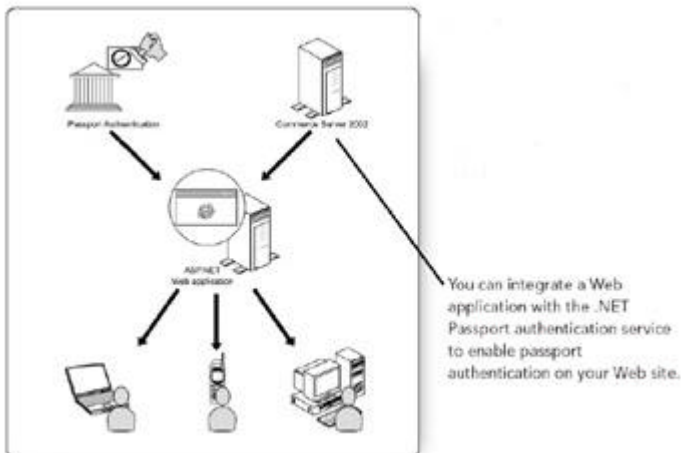 Passport Authentication
Commerce Server 2002
ASP.NET
Web application
You can integrate a Web
application with the .NET
Passport authentication service
to enable passport
authentication on your Web site.